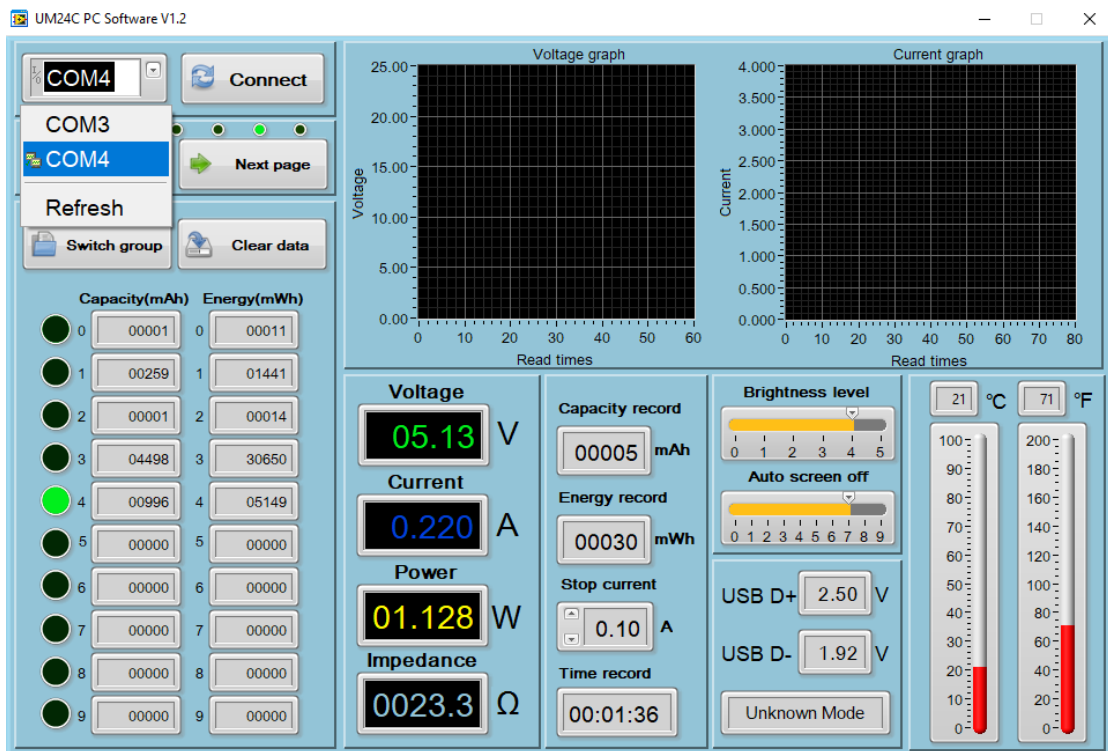 UM24C PC Software V1.2
COM4
Connect
COM3
COM4
Refresh
Next page
Switch group
Clear data
Capacity(mAh) Energy(mWh)
0 00001 0 00011
1 00259 1 01441
2 00001 2 00014
3 04498 3 30650
4 00996 4 05149
5 00000 5 00000
6 00000 6 00000
7 00000 7 00000
8 00000 8 00000
9 00000 9 00000
Voltage graph
Voltage
25.00
20.00
15.00
10.00
5.00
0.00
0 10 20 30 40 50 60
Read times
Current graph
Current
4.000
3.500
3.000
2.500
2.000
1.500
1.000
0.500
0.000
0 10 20 30 40 50 60 70 80
Read times
Voltage
05.13 V
Current
0.220 A
Power
01.128 W
Impedance
0023.3 Ω
Capacity record
00005 mAh
Energy record
00030 mWh
Stop current
0.10 A
Time record
00:01:36
Brightness level
0 1 2 3 4 5
Auto screen off
0 1 2 3 4 5 6 7 8 9
USB D+ 2.50 V
USB D- 1.92 V
Unknown Mode
21 °C
100
90
80
70
60
50
40
30
20
10
0
71 °F
200
180
160
140
120
100
80
60
40
20
0